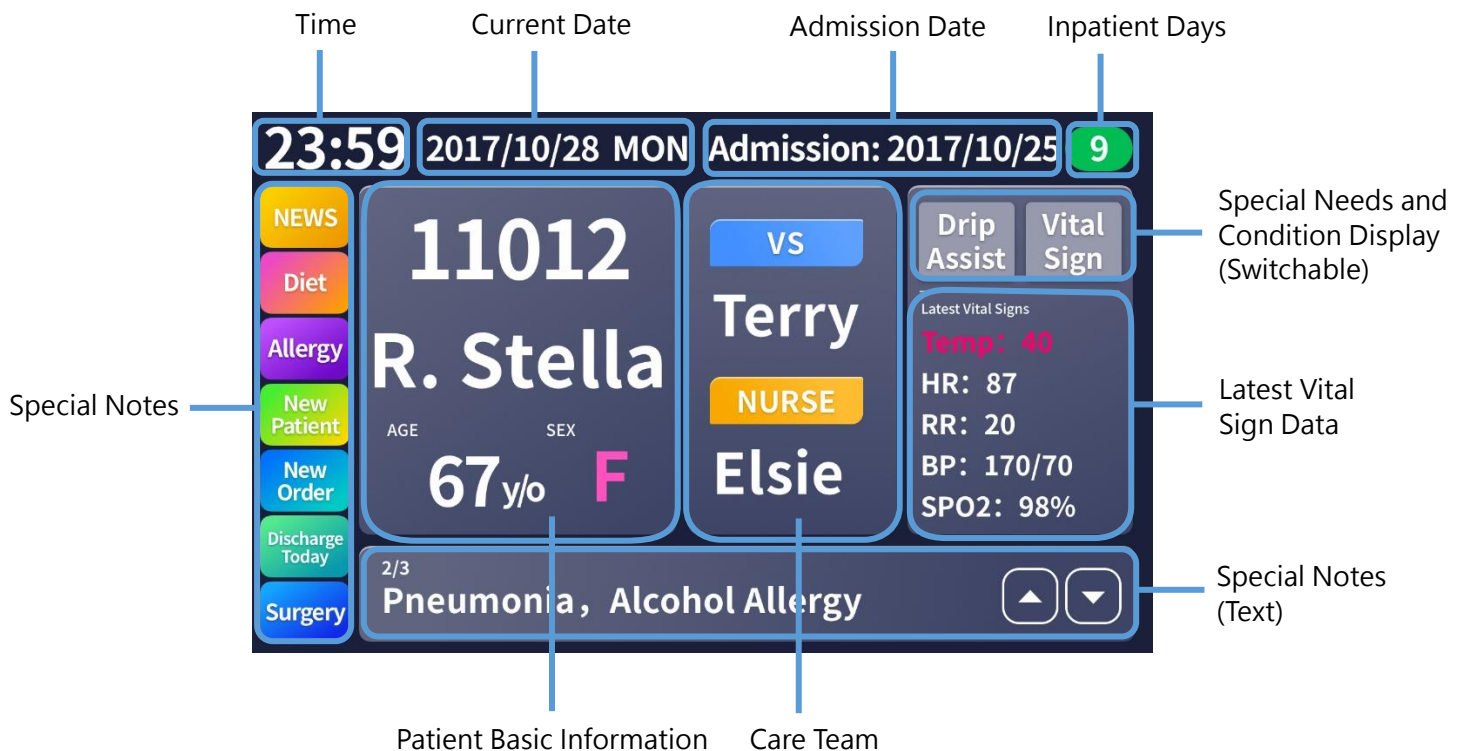 Time
Current Date
Admission Date
Inpatient Days
23:59
2017/10/28 MON
Admission: 2017/10/25
9
NEWS
Diet
Allergy
New
Patient
New
Order
Discharge
Today
Surgery
Special Notes
11012
R. Stella
AGE
SEX
67 y/o
F
VS
Terry
NURSE
Elsie
Drip
Assist
Vital
Sign
Latest Vital Signs
Temp: 40
HR: 87
RR: 20
BP: 170/70
SPO2: 98%
Special Needs and
Condition Display
(Switchable)
Latest Vital
Sign Data
2/3
Pneumonia, Alcohol Allergy
Special Notes
(Text)
Patient Basic Information
Care Team